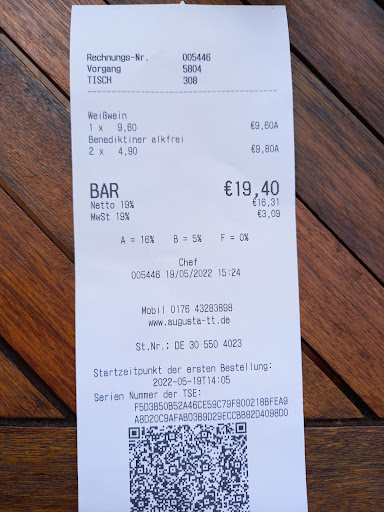 Rechnungs-Nr. 005446
Vorgang 5804
TISCH 308
Weißwein
1 x 9,60 €9,60A
Benediktiner alkfrei
2 x 4,90 €9,80A
BAR €19,40
Netto 19% €16,31
MwSt 19% €3,09
A = 16% B = 5% F = 0%
Chef
005446 19/05/2022 15:24
Mobil 0176 43283698
www.augusta-tt.de
St.Nr.: DE 30 550 4023
Startzeitpunkt der ersten Bestellung:
2022-05-19T14:05
Serien Nummer der TSE:
F5D3B50B52A46CE59C79F800218BFEA9
A8D20C9AFABD3B9D29ECCBB82D4098D0